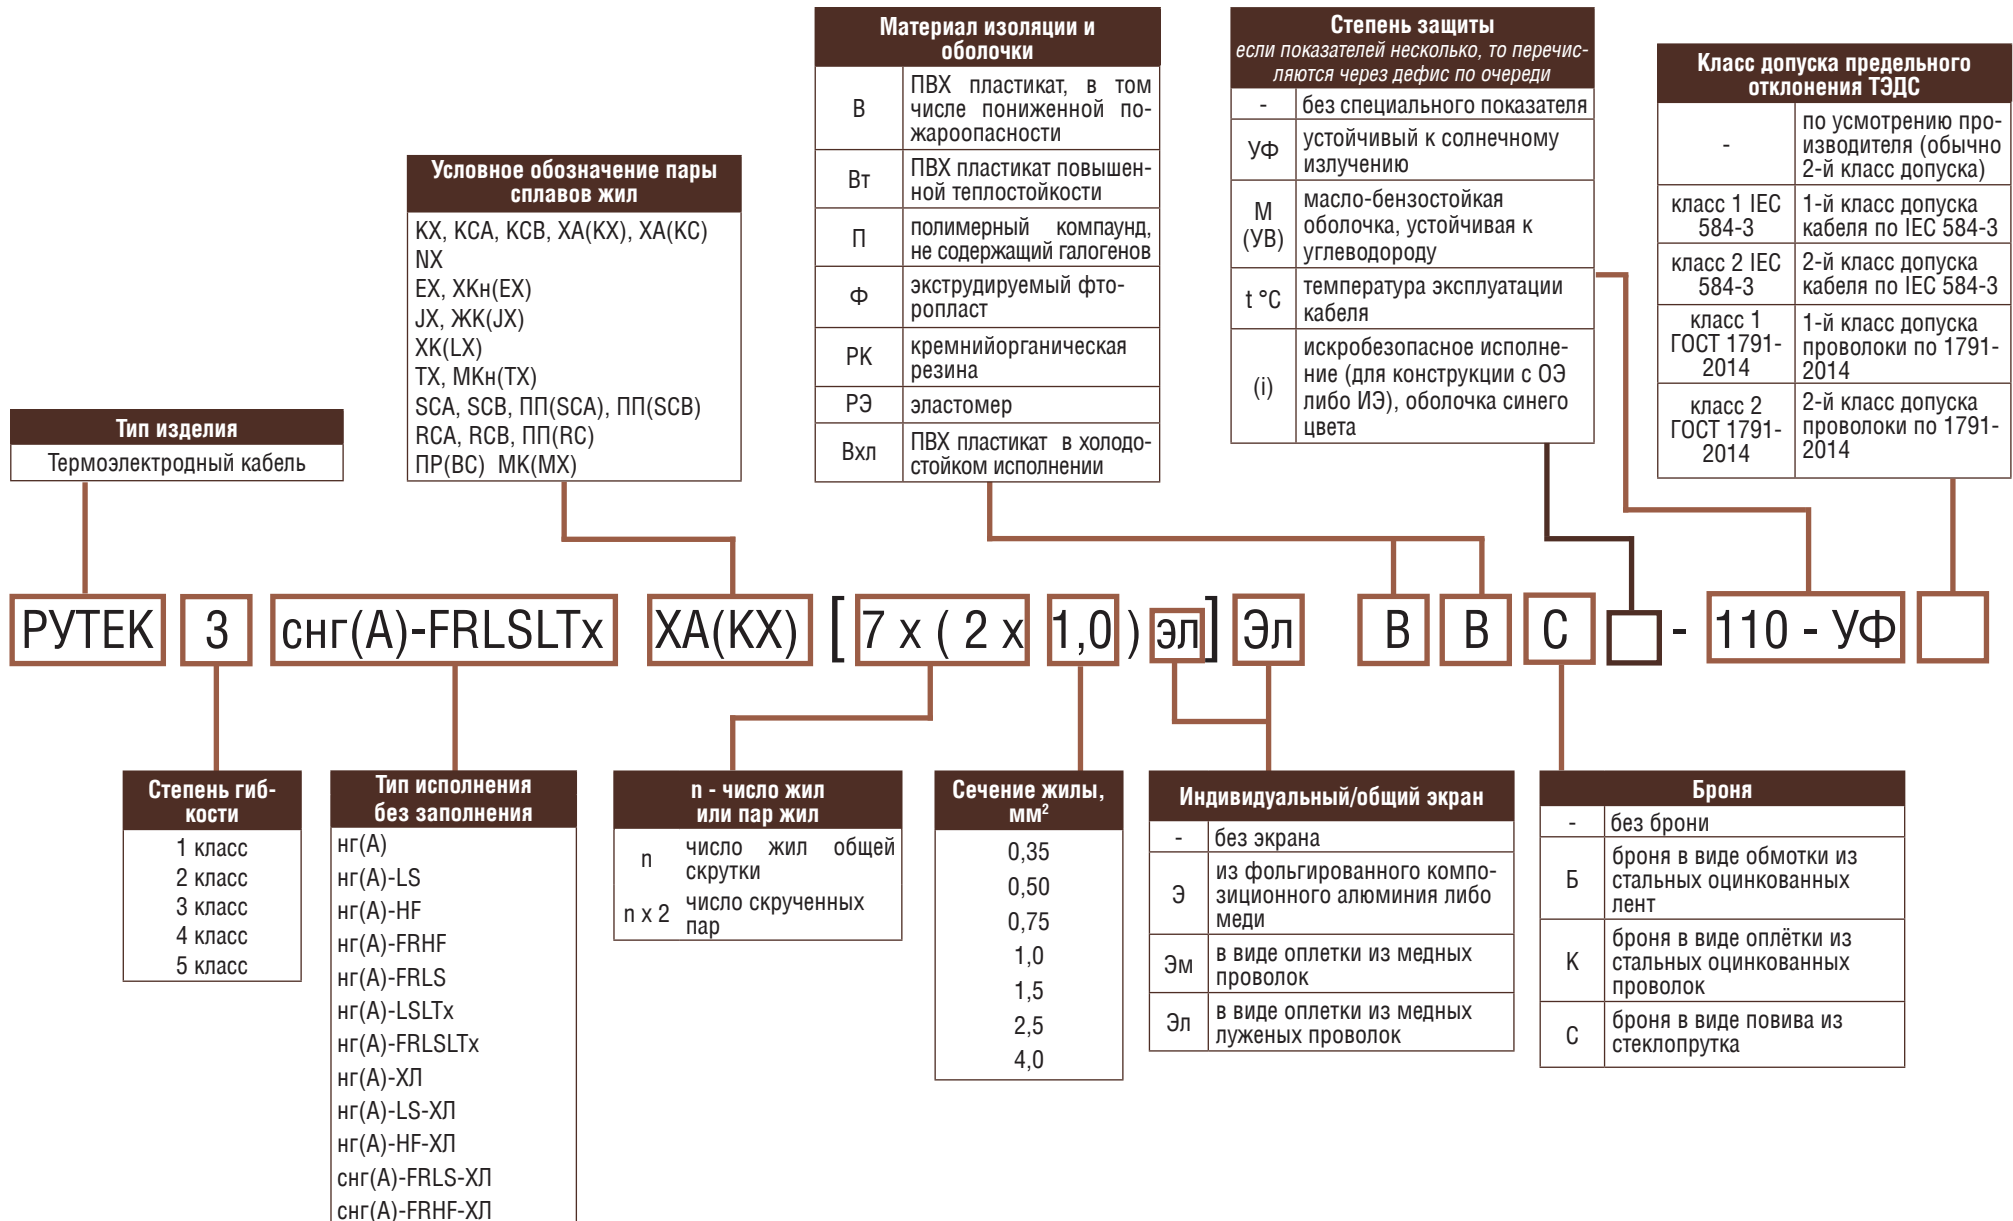 Материал изоляции и
оболочки
В
ПВХ пластикат, в том
числе пониженной по-
жароопасности
Вт
ПВХ пластикат повышен-
ной теплостойкости
П
полимерный компаунд,
не содержащий галогенов
Ф
экструдируемый фто-
ропласт
РК
кремнийорганическая
резина
РЭ
эластомер
Вхл
ПВХ пластикат в холодо-
стойком исполнении
Степень защиты
если показателей несколько, то перечис-
ляются через дефис по очереди
-
без специального показателя
УФ
устойчивый к солнечному
излучению
М
(УВ)
масло-бензостойкая
оболочка, устойчивая к
углеводороду
t °C
температура эксплуатации
кабеля
(i)
искробезопасное исполне-
ние (для конструкции с ОЭ
либо ИЭ), оболочка синего
цвета
Класс допуска предельного
отклонения ТЭДС
-
по усмотрению про-
изводителя (обычно
2-й класс допуска)
класс 1 IEC
584-3
1-й класс допуска
кабеля по IEC 584-3
класс 2 IEC
584-3
2-й класс допуска
кабеля по IEC 584-3
класс 1
ГОСТ 1791-
2014
1-й класс допуска
проволоки по 1791-
2014
класс 2
ГОСТ 1791-
2014
2-й класс допуска
проволоки по 1791-
2014
Условное обозначение пары
сплавов жил
КХ, КСА, КСВ, ХА(КХ), ХА(КС)
NX
ЕХ, ХКн(ЕХ)
JX, ЖК(JX)
ХК(LX)
ТХ, МКн(ТХ)
SCA, SCB, ПП(SCA), ПП(SCB)
RCA, RCB, ПП(RC)
ПР(ВС) МК(МХ)
Тип изделия
Термоэлектродный кабель
РУТЕК 3 снг(А)-FRLSLTx ХА(КХ) [ 7 х ( 2 х 1,0 ) эл ] Эл В В С - 110 - УФ
Степень гиб-
кости
1 класс
2 класс
3 класс
4 класс
5 класс
Тип исполнения
без заполнения
нг(А)
нг(А)-LS
нг(А)-HF
нг(А)-FRHF
нг(А)-FRLS
нг(А)-LSLTx
нг(А)-FRLSLTx
нг(А)-ХЛ
нг(А)-LS-ХЛ
нг(А)-HF-ХЛ
снг(А)-FRLS-ХЛ
снг(А)-FRHF-ХЛ
n - число жил
или пар жил
n
число жил общей
скрутки
n x 2
число скрученных
пар
Сечение жилы,
мм²
0,35
0,50
0,75
1,0
1,5
2,5
4,0
Индивидуальный/общий экран
-
без экрана
Э
из фольгированного компо-
зиционного алюминия либо
меди
Эм
в виде оплетки из медных
проволок
Эл
в виде оплетки из медных
луженых проволок
Броня
-
без брони
Б
броня в виде обмотки из
стальных оцинкованных
лент
К
броня в виде оплётки из
стальных оцинкованных
проволок
С
броня в виде повива из
стеклопрутка